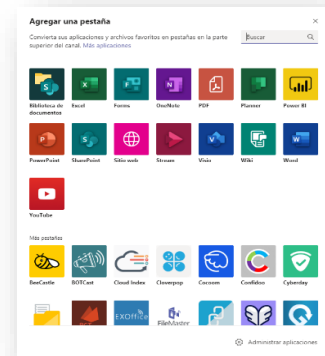 Agregar una pestaña
Convierta sus aplicaciones y archivos favoritos en pestañas en la parte
superior del canal. Más aplicaciones
Buscar
Biblioteca de documentos
Excel
Forms
OneNote
PDF
Planner
Power BI
PowerPoint
SharePoint
Sitio web
Stream
Visio
Wiki
Word
YouTube
Más pestañas
BeeCastle
BOTCast
Cloud Index
Cloverpop
Cocoom
Confidoo
Cyberday
EXOffice
FileMaster
Administrar aplicaciones